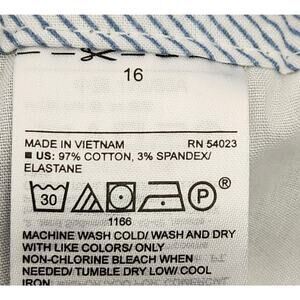 16
MADE IN VIETNAM RN 54023
■ US: 97% COTTON, 3% SPANDEX/
ELASTANE
30 P ®
1166
MACHINE WASH COLD/ WASH AND DRY
WITH LIKE COLORS/ ONLY
NON-CHLORINE BLEACH WHEN
NEEDED/ TUMBLE DRY LOW/ COOL
IRON